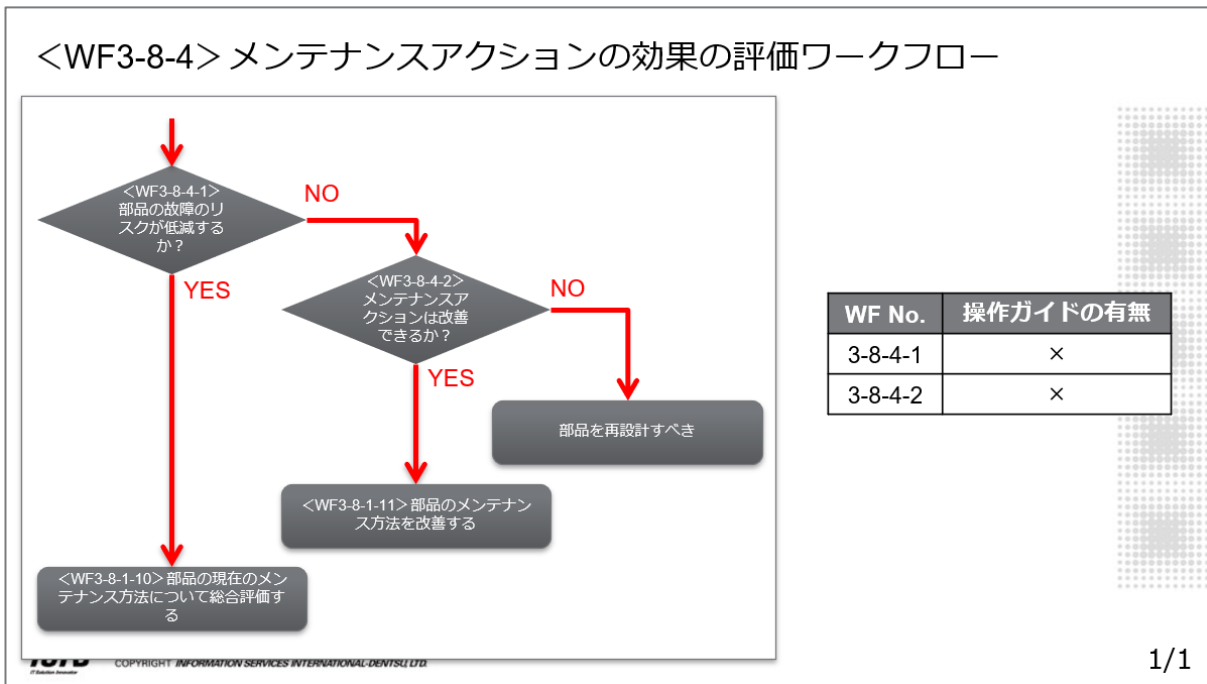 <WF3-8-4>メンテナンスアクションの効果の評価ワークフロー
<WF3-8-4-1>
部品の故障のリ
スクが低減する
か？
NO
YES
<WF3-8-4-2>
メンテナンスア
クションは改善
できるか？
NO
YES
部品を再設計すべき
<WF3-8-1-11>部品のメンテナン
ス方法を改善する
<WF3-8-1-10>部品の現在のメン
テナンス方法について総合評価す
る
WF No. 操作ガイドの有無
3-8-4-1 ×
3-8-4-2 ×
COPYRIGHT INFORMATION SERVICES INTERNATIONAL-DENTSU, LTD.
1/1